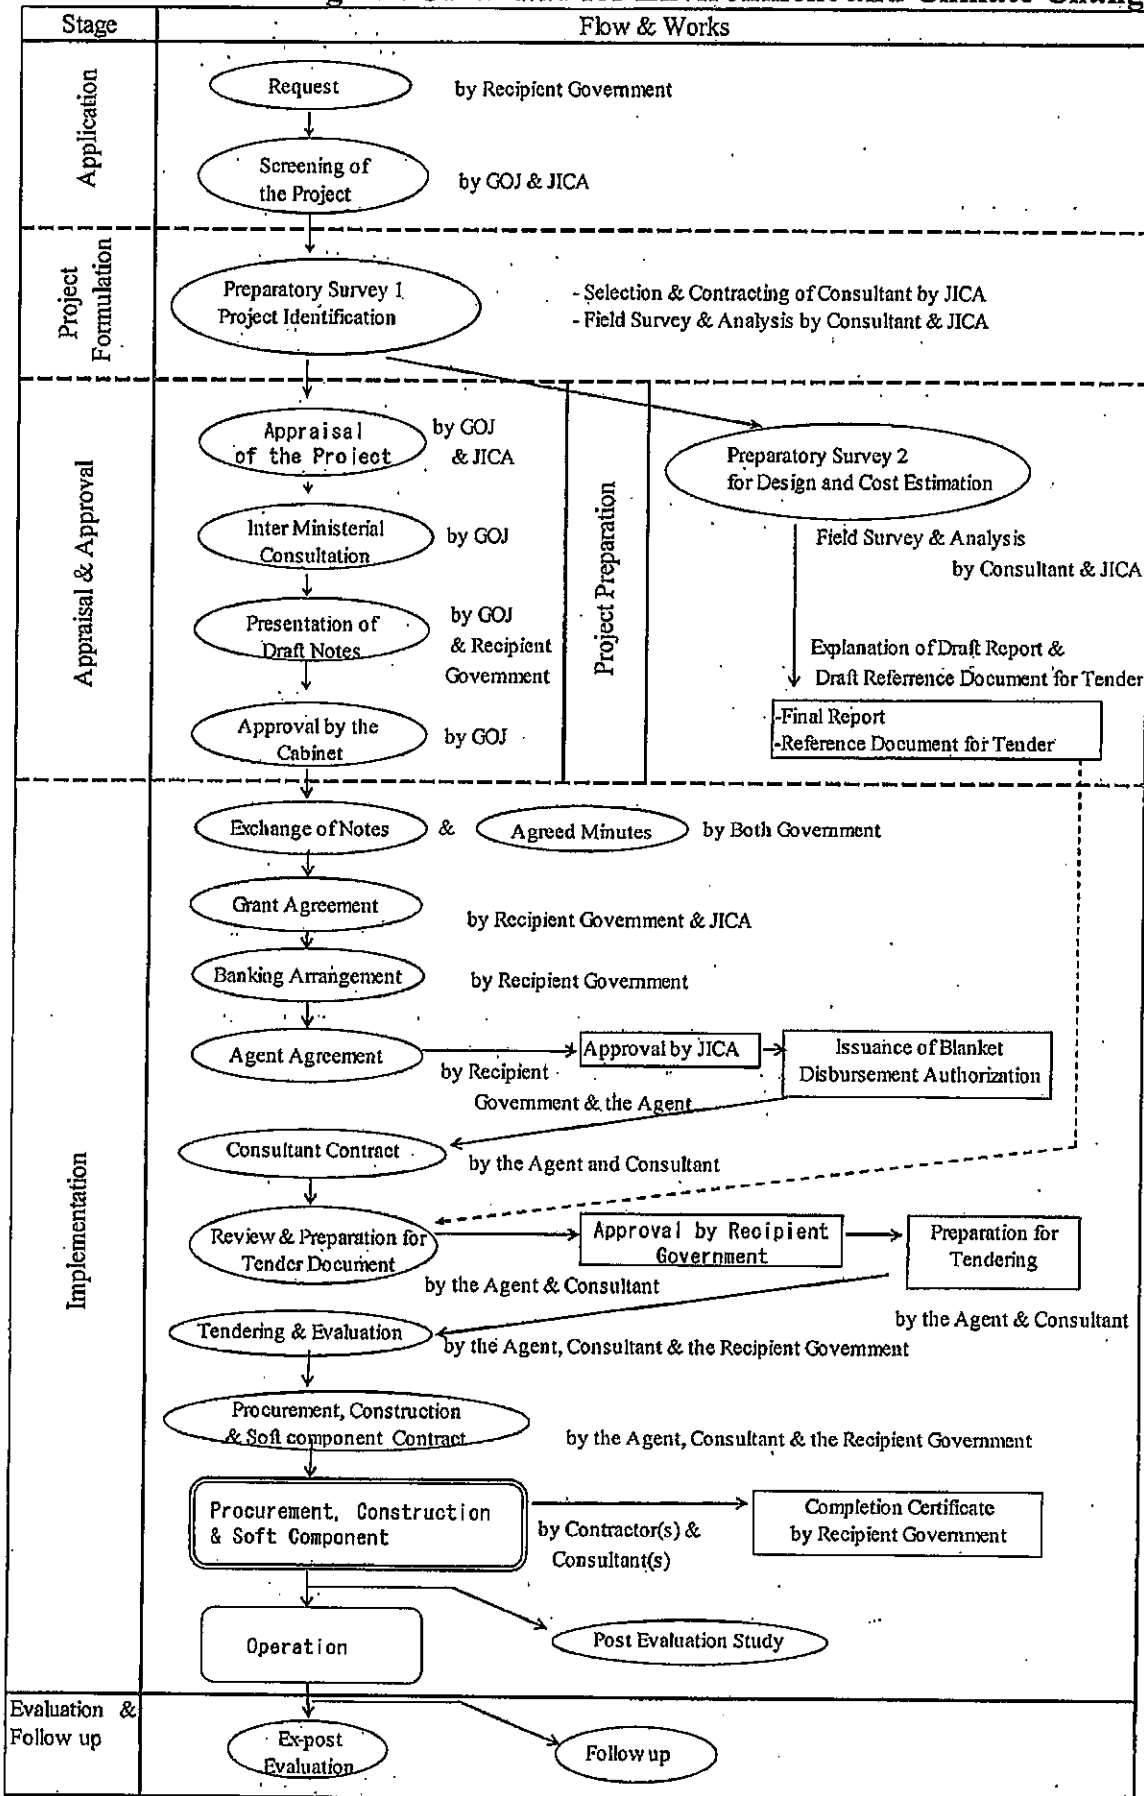 Stage
Flow & Works
Application
Request
by Recipient Government
Screening of
the Project
by GOJ & JICA
Project
Formulation
Preparatory Survey 1
Project Identification
- Selection & Contracting of Consultant by JICA
- Field Survey & Analysis by Consultant & JICA
Appraisal & Approval
Appraisal
of the Project
by GOJ
& JICA
Inter Ministerial
Consultation
by GOJ
Presentation of
Draft Notes
by GOJ
& Recipient
Government
Approval by the
Cabinet
by GOJ
Project Preparation
Preparatory Survey 2
for Design and Cost Estimation
Field Survey & Analysis
by Consultant & JICA
Explanation of Draft Report &
Draft Referrence Document for Tender
-Final Report
-Reference Document for Tender
Implementation
Exchange of Notes
&
Agreed Minutes
by Both Government
Grant Agreement
by Recipient Government & JICA
Banking Arrangement
by Recipient Government
Agent Agreement
by Recipient
Government & the Agent
Approval by JICA
Issuance of Blanket
Disbursement Authorization
Consultant Contract
by the Agent and Consultant
Review & Preparation for
Tender Document
by the Agent & Consultant
Approval by Recipient
Government
Preparation for
Tendering
by the Agent & Consultant
Tendering & Evaluation
by the Agent, Consultant & the Recipient Government
Procurement, Construction
& Soft component Contract
by the Agent, Consultant & the Recipient Government
Procurement, Construction
& Soft Component
by Contractor(s) &
Consultant(s)
Completion Certificate
by Recipient Government
Operation
Post Evaluation Study
Evaluation &
Follow up
Ex-post
Evaluation
Follow up